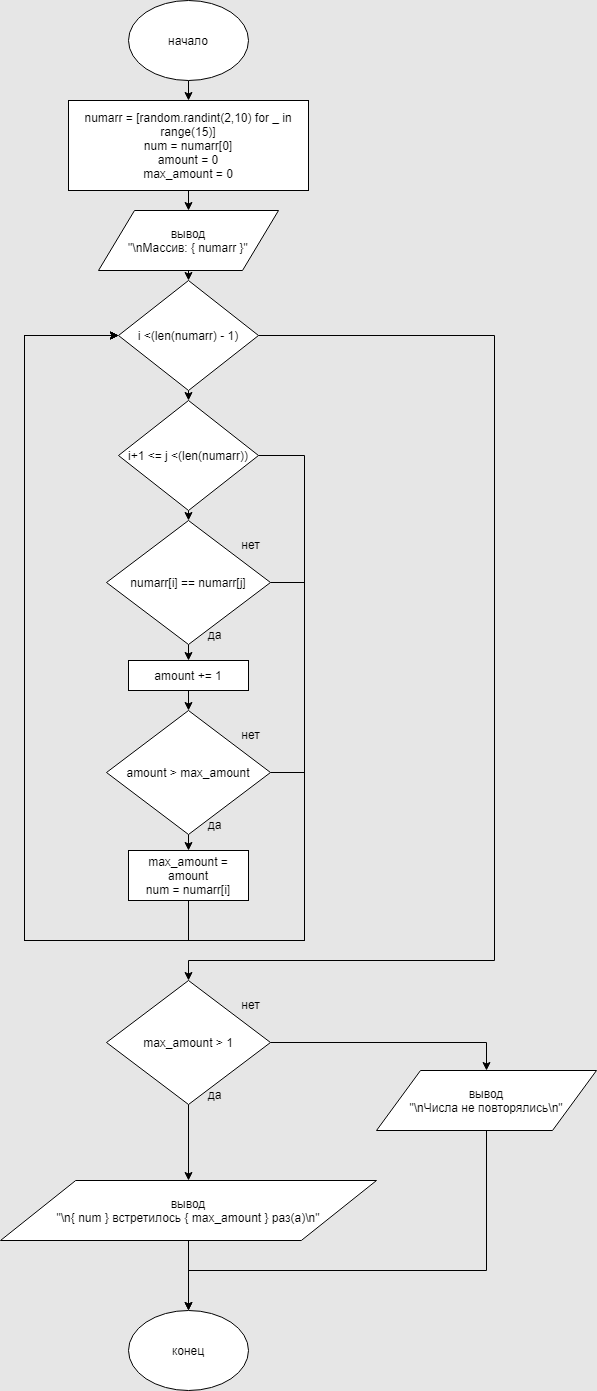 начало
numarr = [random.randint(2,10) for _ in
range(15)]
num = numarr[0]
amount = 0
max_amount = 0
вывод
"\nМассив: { numarr }"
i <(len(numarr) - 1)
i+1 <= j <(len(numarr))
нет
numarr[i] == numarr[j]
да
amount += 1
нет
amount > max_amount
да
max_amount =
amount
num = numarr[i]
нет
max_amount > 1
да
вывод
"\nЧисла не повторялись\n"
вывод
"\n{ num } встретилось { max_amount } раз(а)\n"
конец